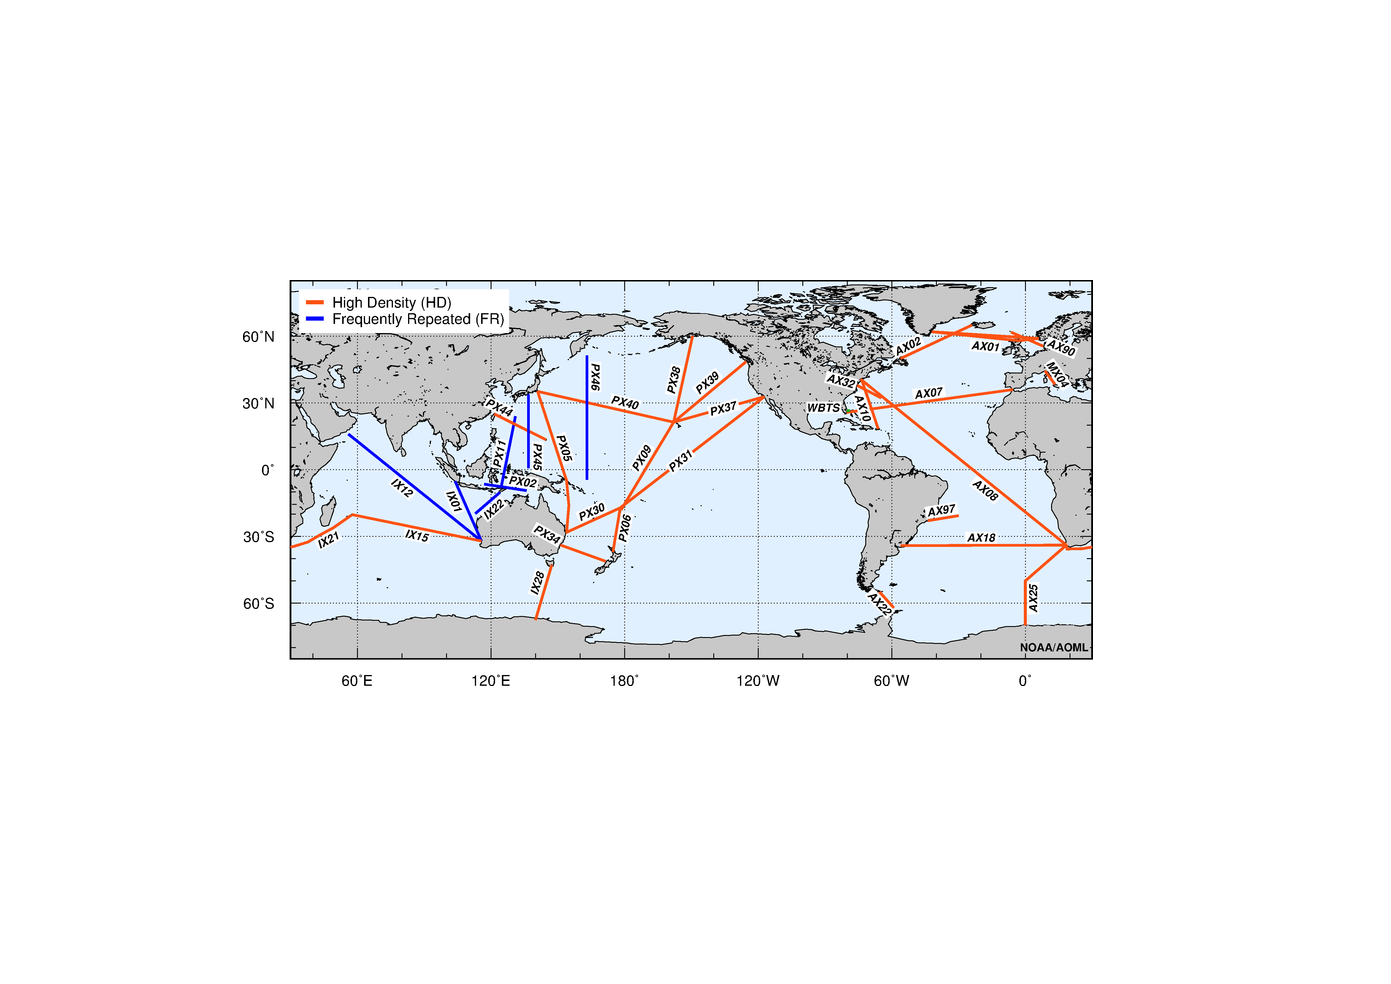 High Density (HD)
Frequently Repeated (FR)
60˚N
30˚N
0˚
30˚S
60˚S
60˚E
120˚E
180˚
120˚W
60˚W
0˚
PX46
PX38
PX39
PX40
PX37
PX44
PX05
PX11
PX45
PX02
PX09
PX31
PX30
PX06
PX34
IX12
IX01
IX22
IX21
IX15
IX28
AX02
AX01
AX90
MX04
AX32
AX07
WBTS
AX10
AX08
AX97
AX18
AX25
AX22
NOAA/AOML